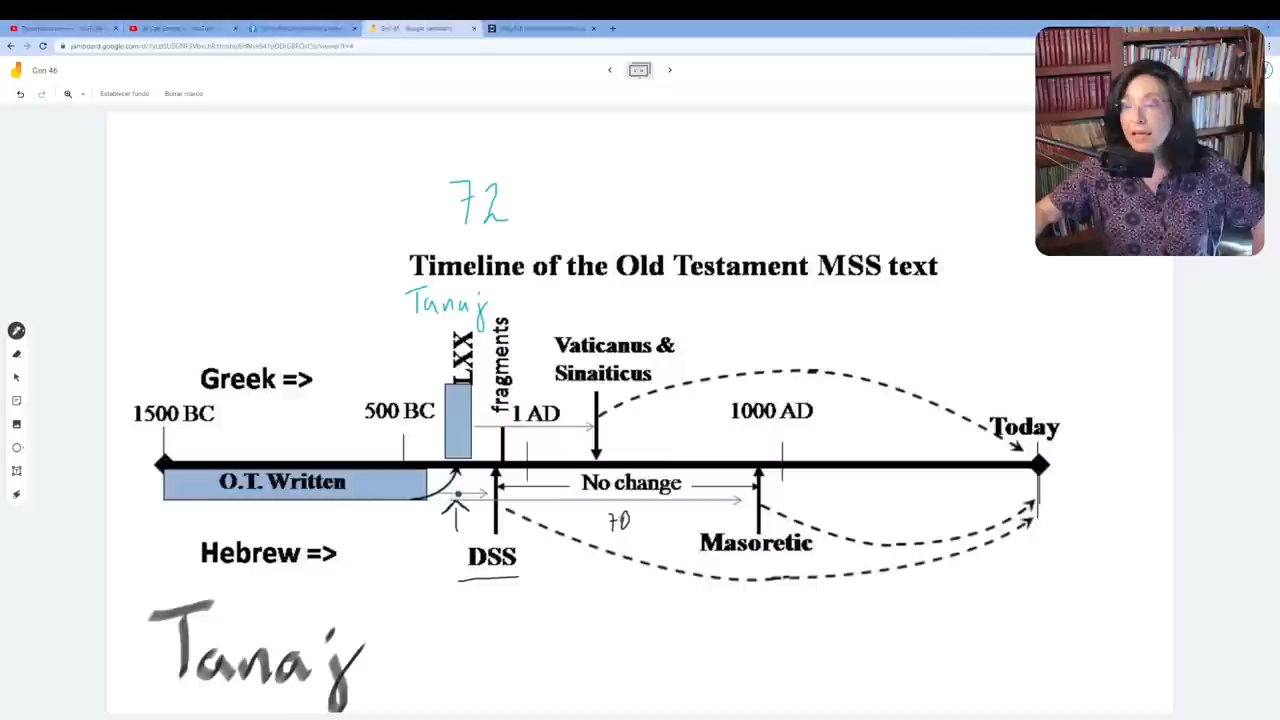 Gen 46
Establecer fondo
Borrar marco
72
Timeline of the Old Testament MSS text
Tanaj
LXX
fragments
Vaticanus &
Sinaiticus
Greek =>
1500 BC
500 BC
1 AD
1000 AD
Today
O.T. Written
No change
70
Hebrew =>
DSS
Masoretic
Tanaj